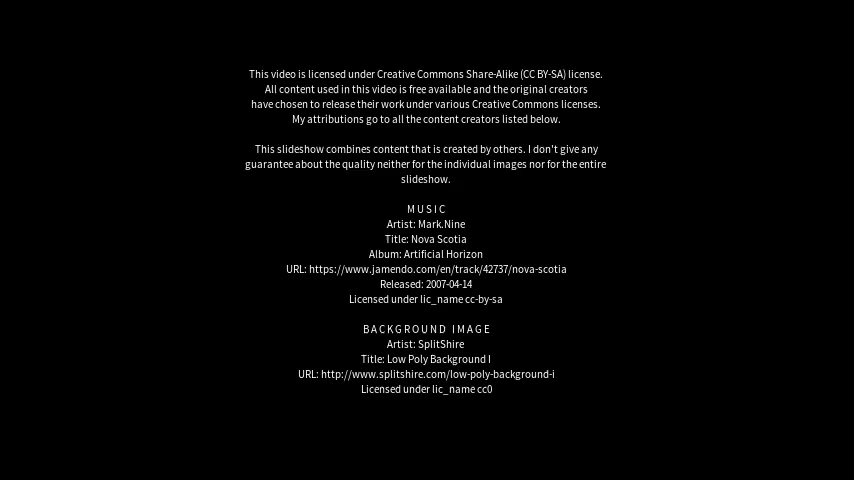 This video is licensed under Creative Commons Share-Alike (CC BY-SA) license.
All content used in this video is free available and the original creators
have chosen to release their work under various Creative Commons licenses.
My attributions go to all the content creators listed below.
This slideshow combines content that is created by others. I don't give any
guarantee about the quality neither for the individual images nor for the entire
slideshow.
MUSIC
Artist: Mark.Nine
Title: Nova Scotia
Album: Artificial Horizon
URL: https://www.jamendo.com/en/track/42737/nova-scotia
Released: 2007-04-14
Licensed under lic_name cc-by-sa
BACKGROUND IMAGE
Artist: SplitShire
Title: Low Poly Background I
URL: http://www.splitshire.com/low-poly-background-i
Licensed under lic_name cc0